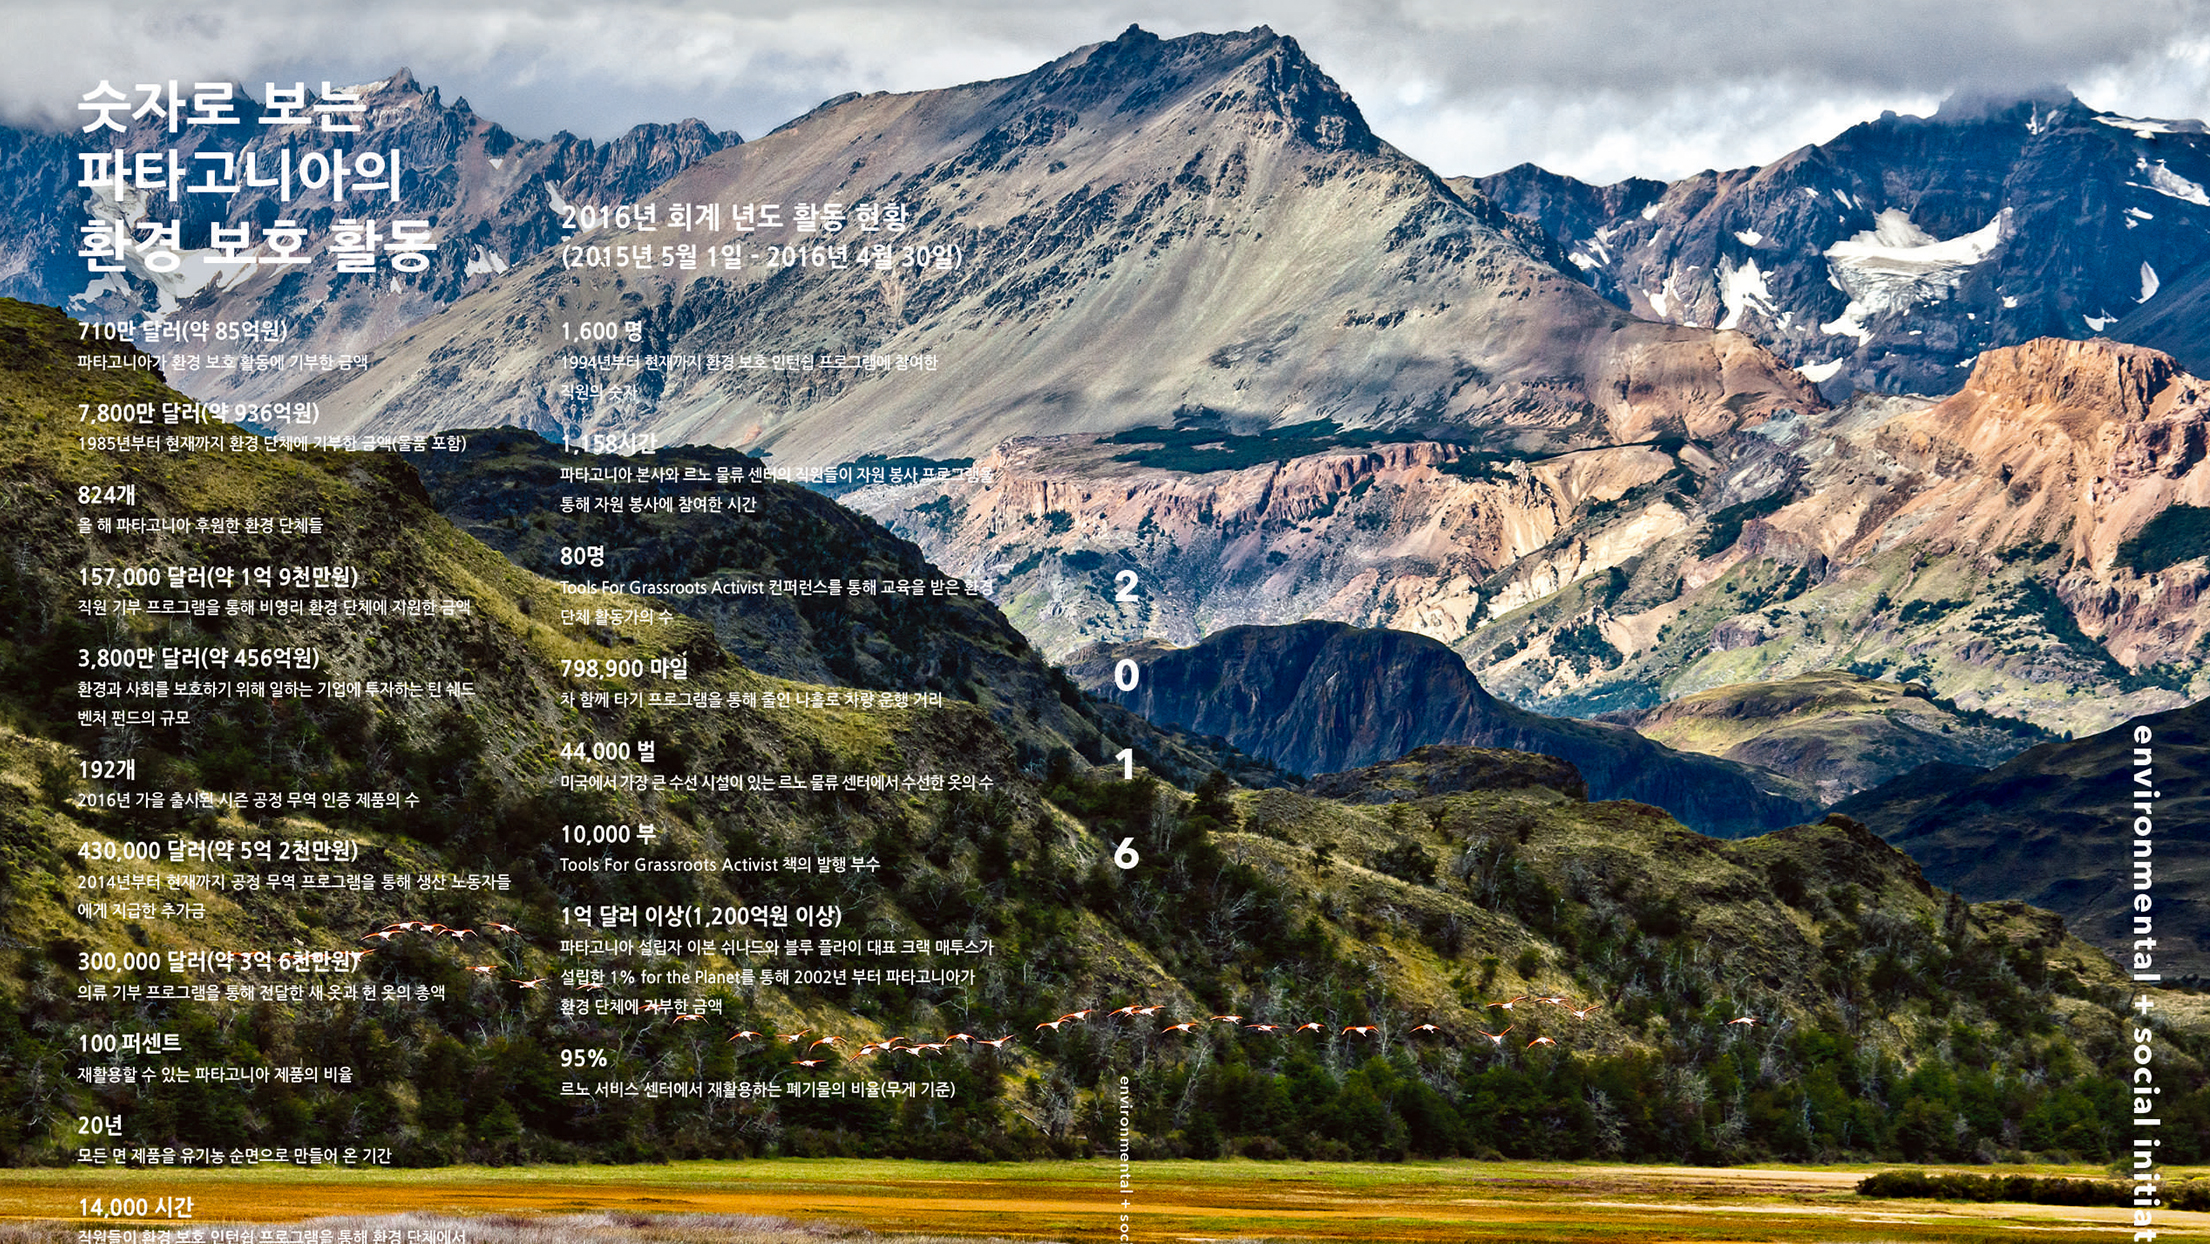 숫자로 보는
파타고니아의
환경 보호 활동
710만 달러(약 85억원)
파타고니아가 환경 보호 활동에 기부한 금액
7,800만 달러(약 936억원)
1985년부터 현재까지 환경 단체에 기부한 금액(물품 포함)
824개
올 해 파타고니아 후원한 환경 단체들
157,000 달러(약 1억 9천만원)
직원 기부 프로그램을 통해 비영리 환경 단체에 지원한 금액
3,800만 달러(약 456억원)
환경과 사회를 보호하기 위해 일하는 기업에 투자하는 틴 쉐드
벤처 펀드의 규모
192개
2016년 가을 출시된 시즌 공정 무역 인증 제품의 수
430,000 달러(약 5억 2천만원)
2014년부터 현재까지 공정 무역 프로그램을 통해 생산 노동자들
에게 지급한 추가금
300,000 달러(약 3억 6천만원)
의류 기부 프로그램을 통해 전달한 새 옷과 헌 옷의 총액
100 퍼센트
재활용할 수 있는 파타고니아 제품의 비율
20년
모든 면 제품을 유기농 순면으로 만들어 온 기간
14,000 시간
직원들이 환경 보호 인턴쉽 프로그램을 통해 환경 단체에서
2016년 회계 년도 활동 현황
(2015년 5월 1일 - 2016년 4월 30일)
1,600 명
1994년부터 현재까지 환경 보호 인턴쉽 프로그램에 참여한
직원의 숫자
1,158시간
파타고니아 본사와 르노 물류 센터의 직원들이 자원 봉사 프로그램을
통해 자원 봉사에 참여한 시간
80명
Tools For Grassroots Activist 컨퍼런스를 통해 교육을 받은 환경
단체 활동가의 수
798,900 마일
차 함께 타기 프로그램을 통해 줄인 나홀로 차량 운행 거리
44,000 벌
미국에서 가장 큰 수선 시설이 있는 르노 물류 센터에서 수선한 옷의 수
10,000 부
Tools For Grassroots Activist 책의 발행 부수
1억 달러 이상(1,200억원 이상)
파타고니아 설립자 이본 쉬나드와 블루 플라이 대표 크랙 매투스가
설립한 1% for the Planet를 통해 2002년 부터 파타고니아가
환경 단체에 기부한 금액
95%
르노 서비스 센터에서 재활용하는 폐기물의 비율(무게 기준)
2
0
1
6
environmental + soc
environmental + social initiat